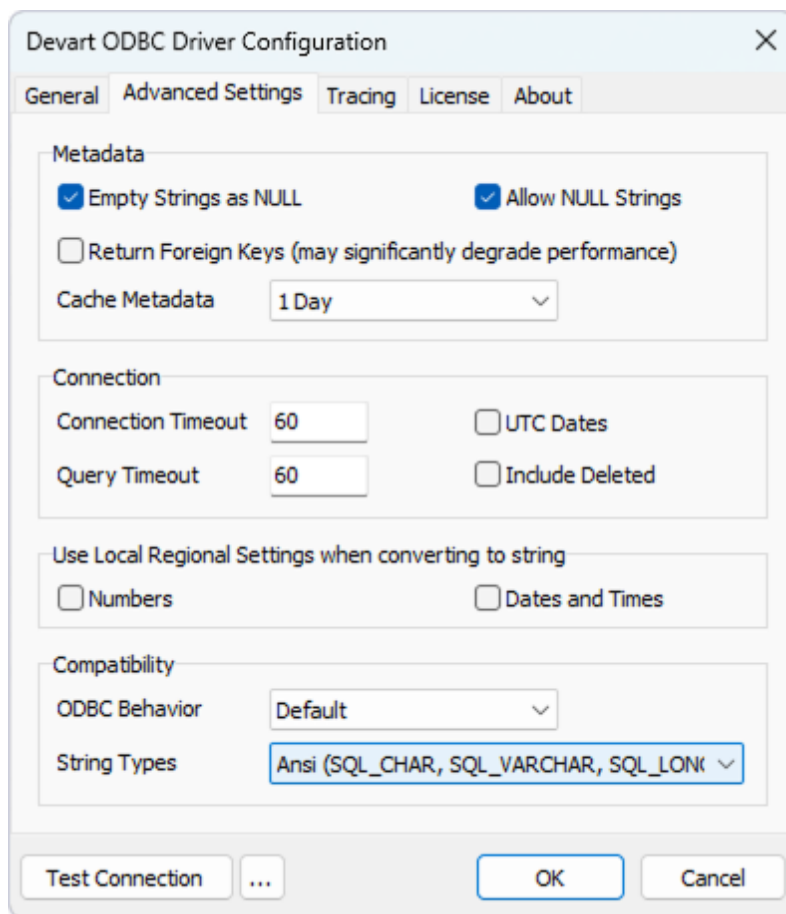 Devart ODBC Driver Configuration
General Advanced Settings Tracing License About
Metadata
Empty Strings as NULL Allow NULL Strings
Return Foreign Keys (may significantly degrade performance)
Cache Metadata 1 Day
Connection
Connection Timeout 60 UTC Dates
Query Timeout 60 Include Deleted
Use Local Regional Settings when converting to string
Numbers Dates and Times
Compatibility
ODBC Behavior Default
String Types Ansi (SQL_CHAR, SQL_VARCHAR, SQL_LONG
Test Connection ... OK Cancel